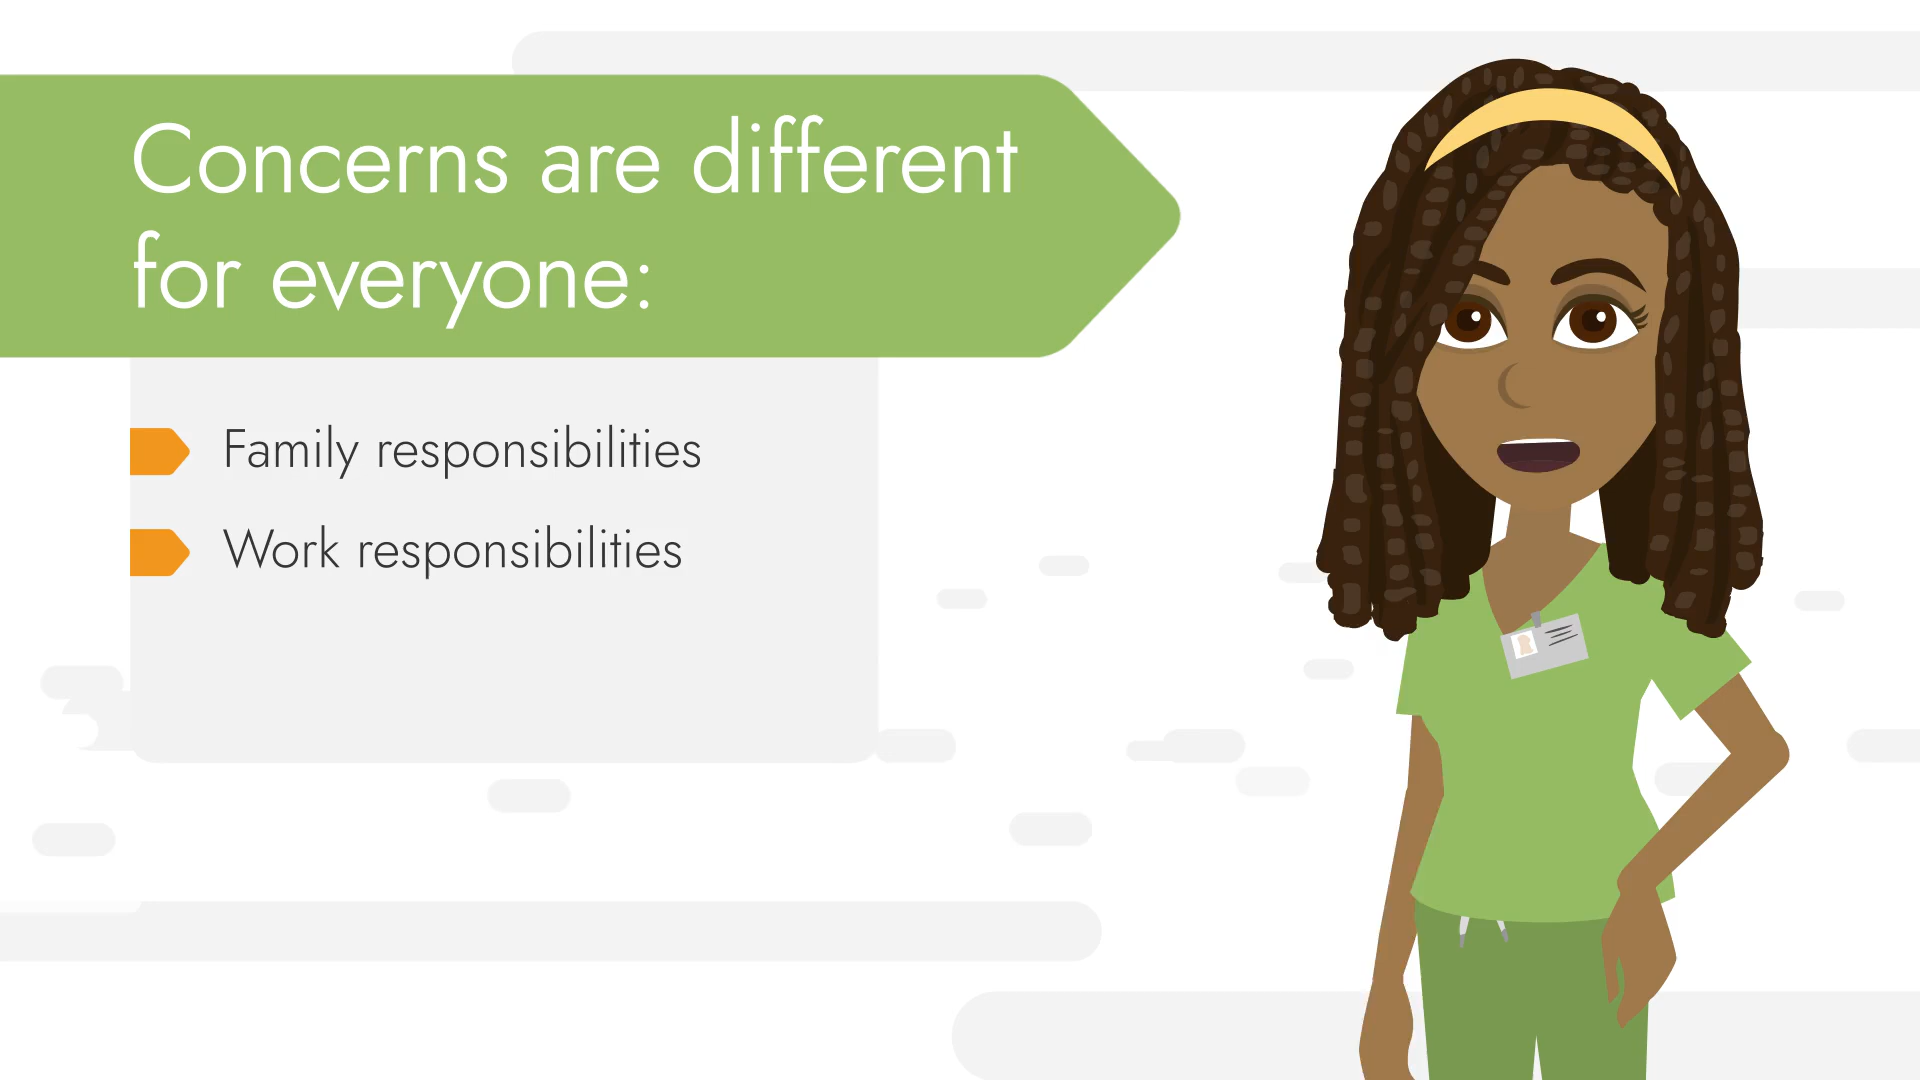 Concerns are different
for everyone:
Family responsibilities
Work responsibilities